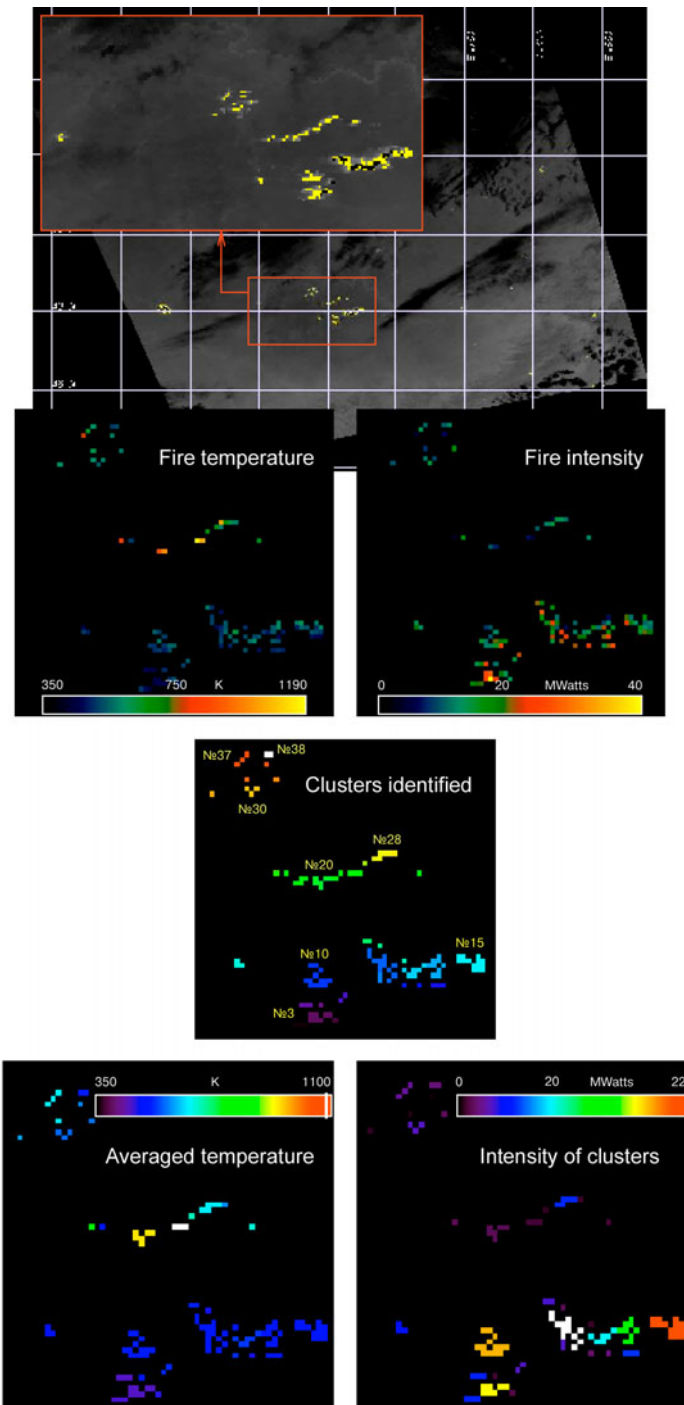 Fire temperature
Fire intensity
350 750 K 1190
0 20 MWatts 40
№37 №38
Clusters identified
№30
№28
№20
№10 №15
№3
350 K 1100
0 20 MWatts 22
Averaged temperature
Intensity of clusters